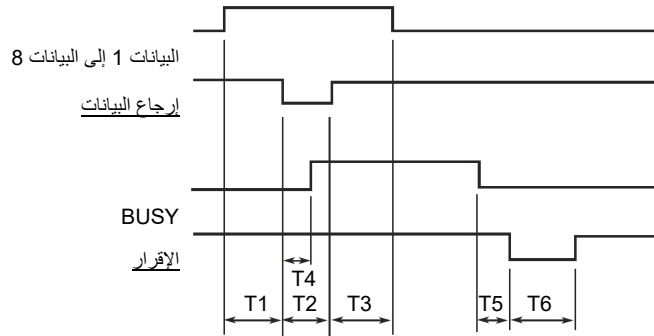 البيانات 1 إلى البيانات 8
إرجاع البيانات
BUSY
الإقرار
T4
T1 T2 T3 T5 T6